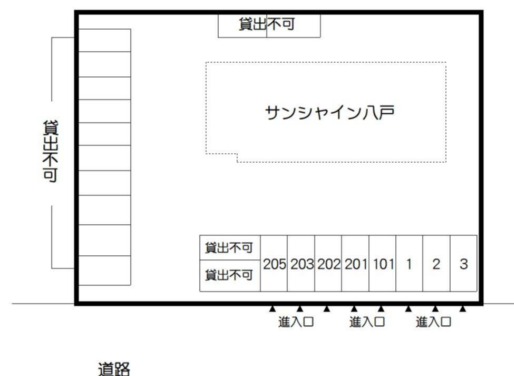 貸出不可
サンシャイン八戸
貸出不可
貸出不可
貸出不可
205 203 202 201 101 1 2 3
進入口 進入口 進入口
道路